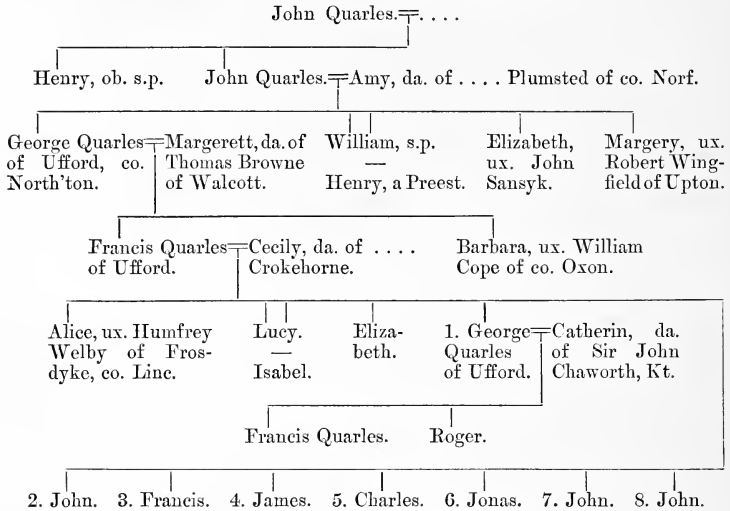 John Quarles.=. . . .
Henry, ob. s.p. John Quarles.=Amy, da. of . . . . Plumsted of co. Norf.
George Quarles=Margerett, da. of William, s.p. Elizabeth, Margery, ux.
of Ufford, co. Thomas Browne — ux. John Robert Wing-
North'ton. of Walcott. Henry, a Preest. Sansyk. field of Upton.
Francis Quarles=Cecily, da. of . . . . Barbara, ux. William
of Ufford. Crokehorne. Cope of co. Oxon.
Alice, ux. Humfrey Lucy. Eliza- 1. George=Catherin, da.
Welby of Fros- — beth. Quarles of Sir John
dyke, co. Linc. Isabel. of Ufford. Chaworth, Kt.
Francis Quarles. Roger.
2. John. 3. Francis. 4. James. 5. Charles. 6. Jonas. 7. John. 8. John.